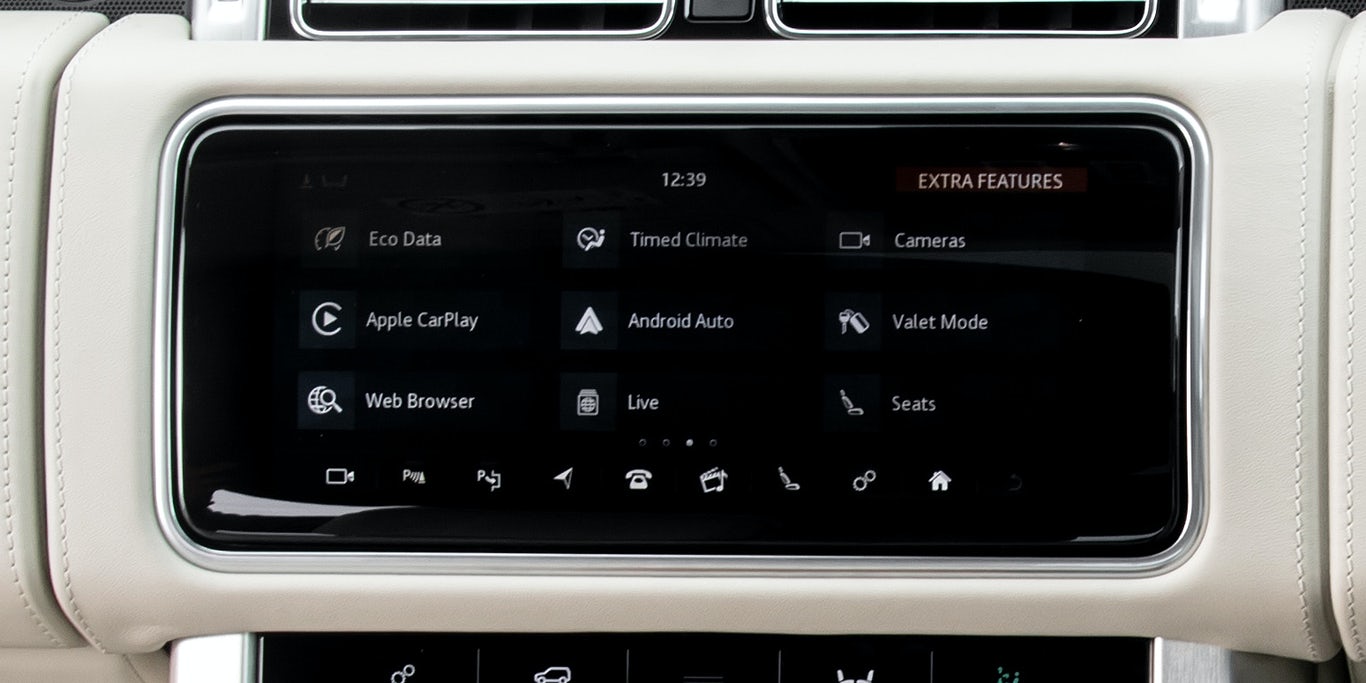 12:39 EXTRA FEATURES
Eco Data Timed Climate Cameras
Apple CarPlay Android Auto Valet Mode
Web Browser Live Seats
P P